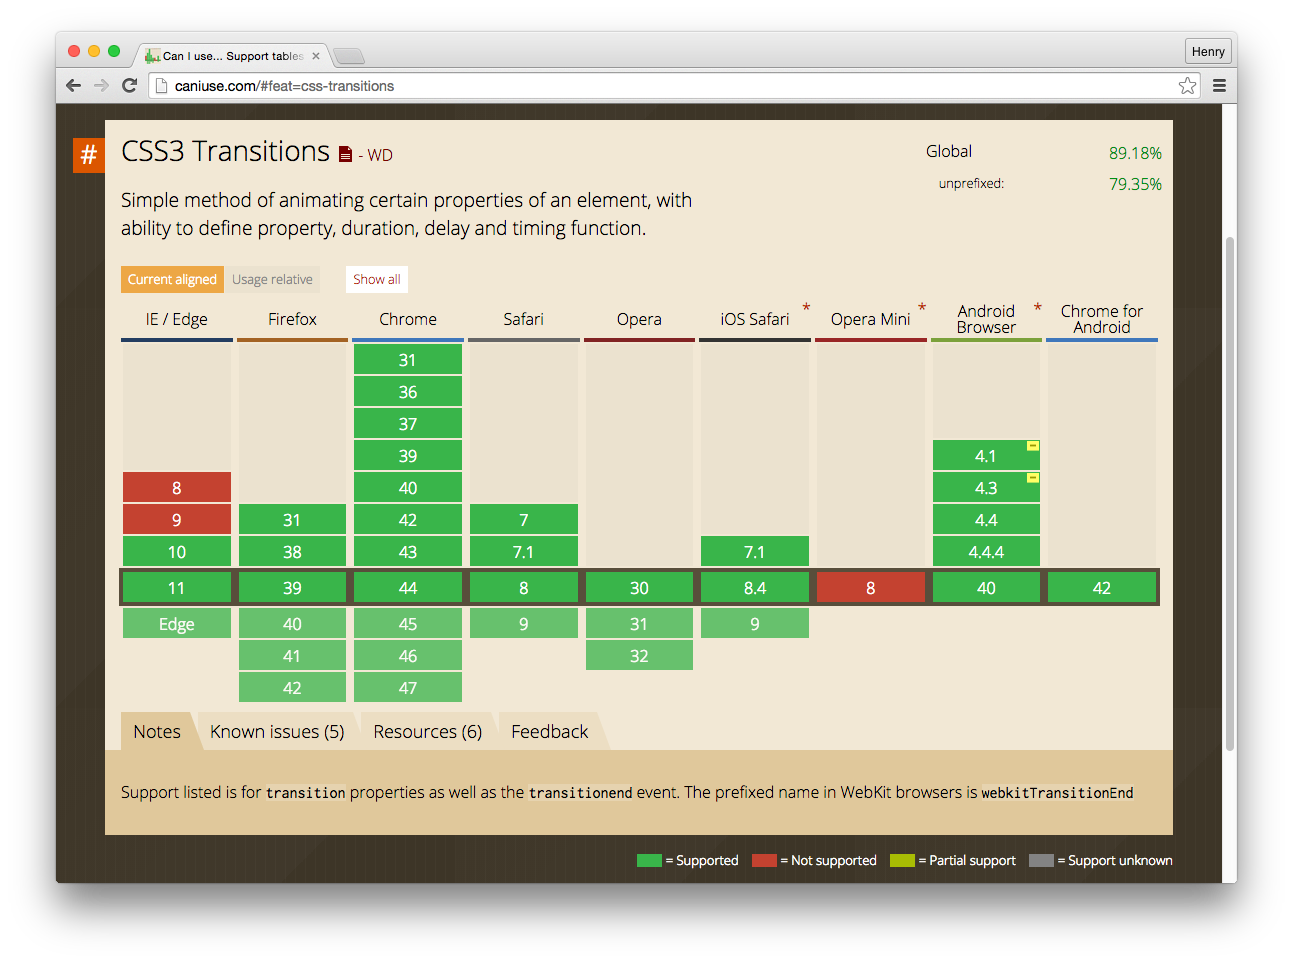 Can I use... Support tables
Henry
caniuse.com/#feat=css-transitions
# CSS3 Transitions - WD
Global 89.18%
unprefixed: 79.35%
Simple method of animating certain properties of an element, with
ability to define property, duration, delay and timing function.
Current aligned Usage relative Show all
IE / Edge Firefox Chrome Safari Opera iOS Safari * Opera Mini * Android Browser * Chrome for Android
31
36
37
39 4.1
8 40 4.3
9 31 42 7 4.4
10 38 43 7.1 7.1 4.4.4
11 39 44 8 30 8.4 8 40 42
Edge 40 45 9 31 9
41 46 32
42 47
Notes Known issues (5) Resources (6) Feedback
Support listed is for transition properties as well as the transitionend event. The prefixed name in WebKit browsers is webkitTransitionEnd
= Supported = Not supported = Partial support = Support unknown